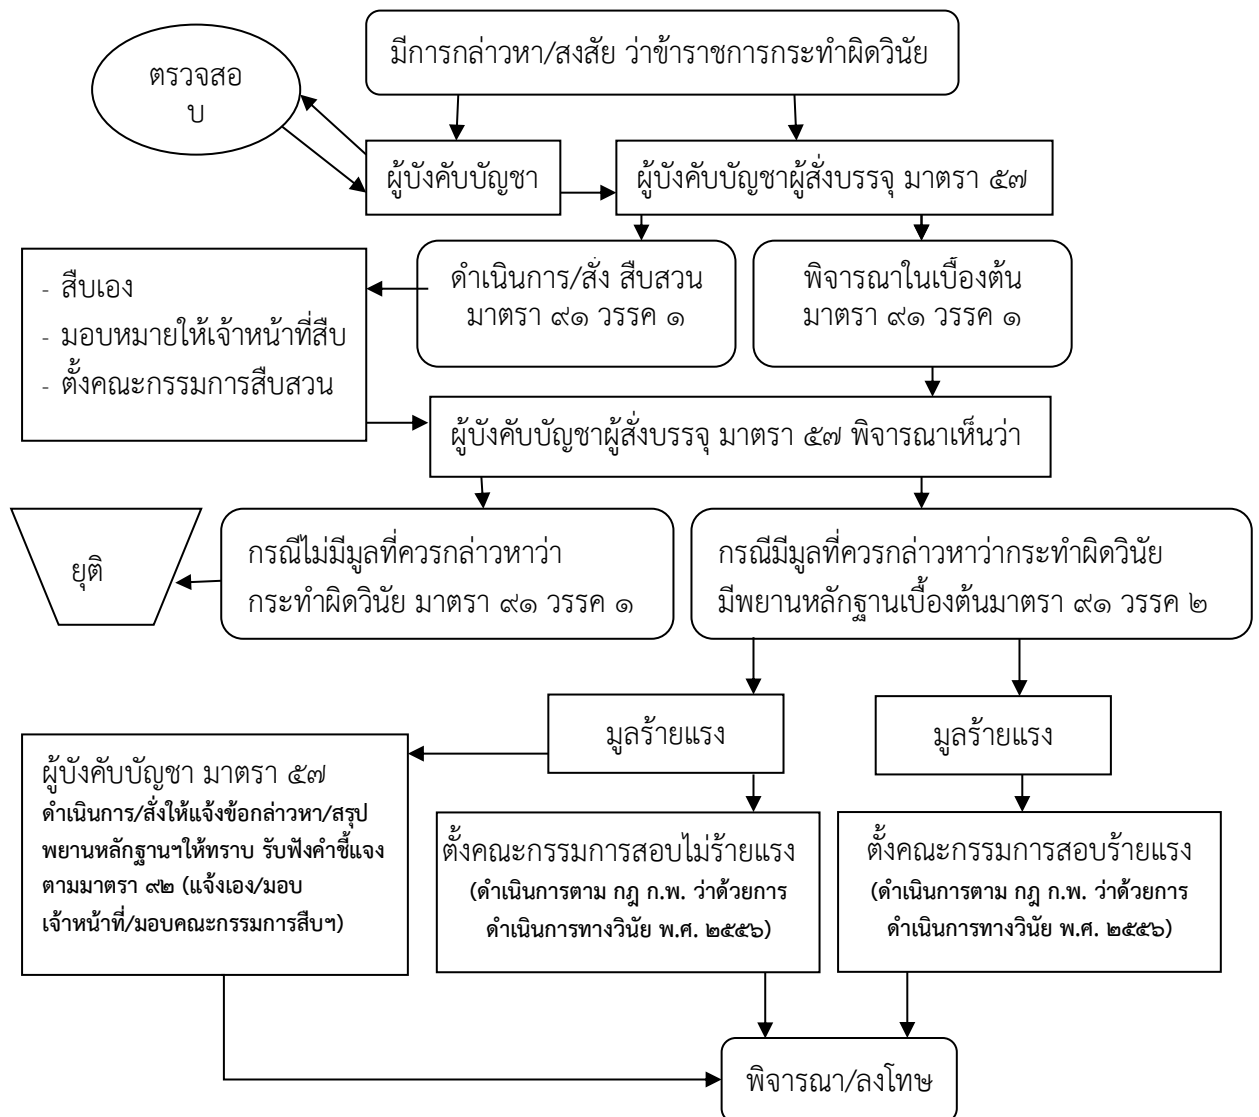 มีการกล่าวหา/สงสัย ว่าข้าราชการกระทำผิดวินัย
ตรวจสอ
บ
ผู้บังคับบัญชา
ผู้บังคับบัญชาผู้สั่งบรรจุ มาตรา ๕๗
- สืบเอง
- มอบหมายให้เจ้าหน้าที่สืบ
- ตั้งคณะกรรมการสืบสวน
ดำเนินการ/สั่ง สืบสวน
มาตรา ๙๑ วรรค ๑
พิจารณาในเบื้องต้น
มาตรา ๙๑ วรรค ๑
ผู้บังคับบัญชาผู้สั่งบรรจุ มาตรา ๕๗ พิจารณาเห็นว่า
ยุติ
กรณีไม่มีมูลที่ควรกล่าวหาว่า
กระทำผิดวินัย มาตรา ๙๑ วรรค ๑
กรณีมีมูลที่ควรกล่าวหาว่ากระทำผิดวินัย
มีพยานหลักฐานเบื้องต้นมาตรา ๙๑ วรรค ๒
มูลร้ายแรง
มูลร้ายแรง
ผู้บังคับบัญชา มาตรา ๕๗
ดำเนินการ/สั่งให้แจ้งข้อกล่าวหา/สรุป
พยานหลักฐานฯให้ทราบ รับฟังคำชี้แจง
ตามมาตรา ๙๒ (แจ้งเอง/มอบ
เจ้าหน้าที่/มอบคณะกรรมการสืบฯ)
ตั้งคณะกรรมการสอบไม่ร้ายแรง
(ดำเนินการตาม กฎ ก.พ. ว่าด้วยการ
ดำเนินการทางวินัย พ.ศ. ๒๕๕๖)
ตั้งคณะกรรมการสอบร้ายแรง
(ดำเนินการตาม กฎ ก.พ. ว่าด้วยการ
ดำเนินการทางวินัย พ.ศ. ๒๕๕๖)
พิจารณา/ลงโทษ